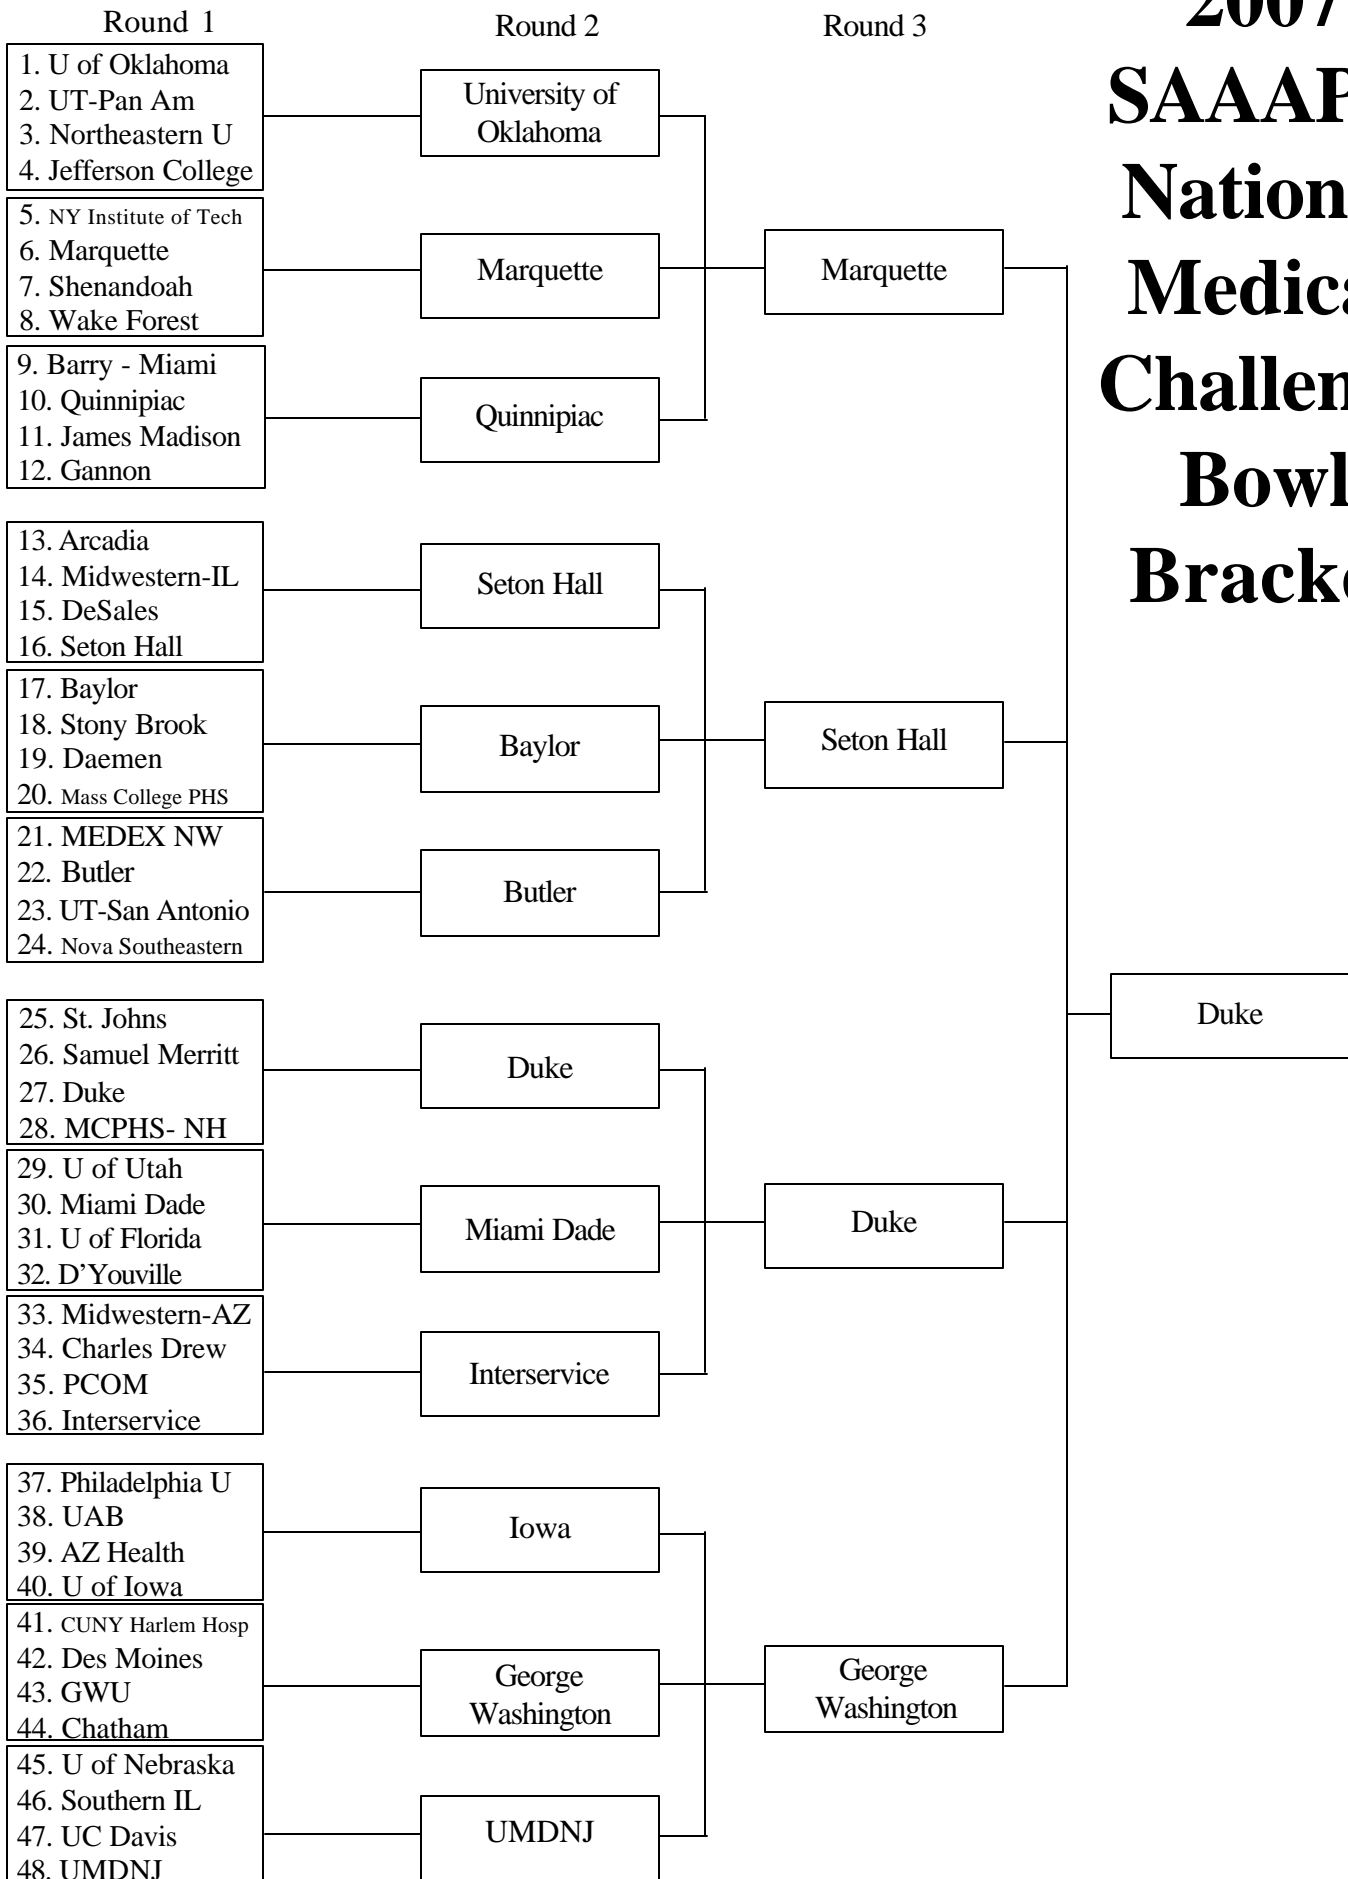 Round 1
Round 2
Round 3
2007
SAAAP
Nation
Medica
Challen
Bowl
Bracke
1. U of Oklahoma
2. UT-Pan Am
3. Northeastern U
4. Jefferson College
5. NY Institute of Tech
6. Marquette
7. Shenandoah
8. Wake Forest
9. Barry - Miami
10. Quinnipiac
11. James Madison
12. Gannon
13. Arcadia
14. Midwestern-IL
15. DeSales
16. Seton Hall
17. Baylor
18. Stony Brook
19. Daemen
20. Mass College PHS
21. MEDEX NW
22. Butler
23. UT-San Antonio
24. Nova Southeastern
25. St. Johns
26. Samuel Merritt
27. Duke
28. MCPHS- NH
29. U of Utah
30. Miami Dade
31. U of Florida
32. D’Youville
33. Midwestern-AZ
34. Charles Drew
35. PCOM
36. Interservice
37. Philadelphia U
38. UAB
39. AZ Health
40. U of Iowa
41. CUNY Harlem Hosp
42. Des Moines
43. GWU
44. Chatham
45. U of Nebraska
46. Southern IL
47. UC Davis
48. UMDNJ
University of
Oklahoma
Marquette
Quinnipiac
Seton Hall
Baylor
Butler
Duke
Miami Dade
Interservice
Iowa
George
Washington
UMDNJ
Marquette
Seton Hall
Duke
George
Washington
Duke